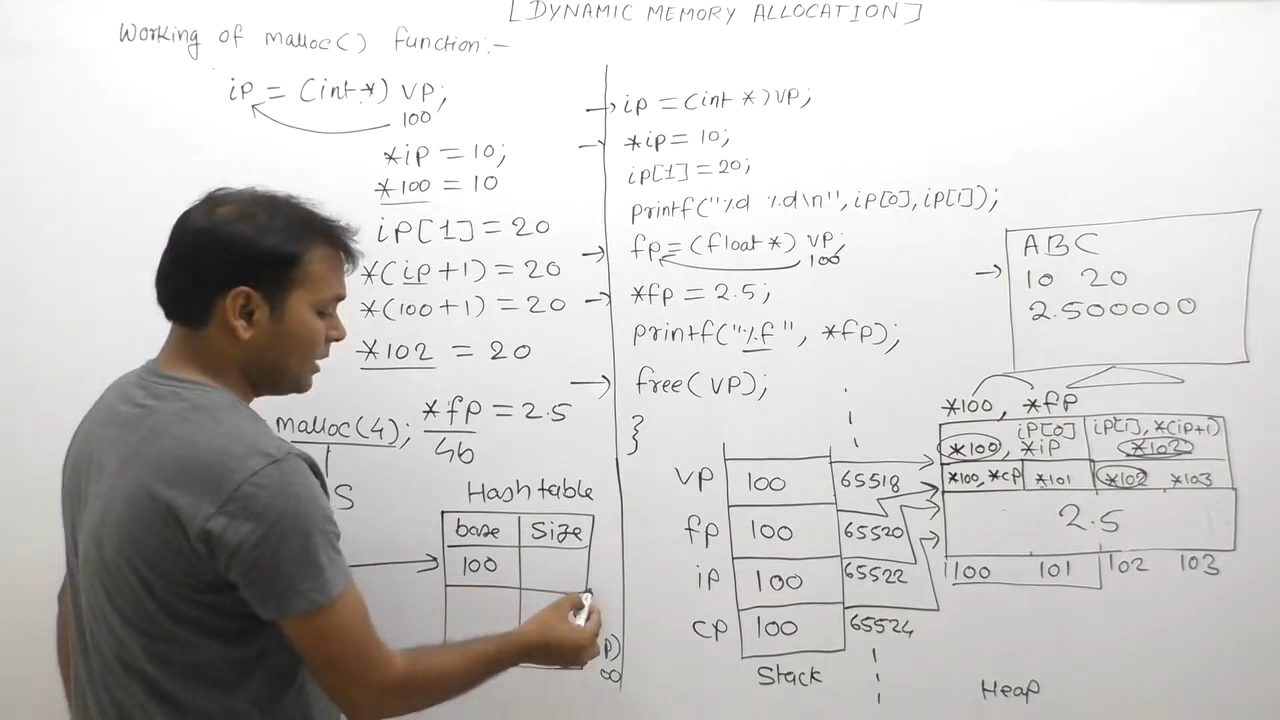 [DYNAMIC MEMORY ALLOCATION]
Working of malloc() function:-
ip = (int*) vp;
100
*ip = 10;
*100 = 10
ip[1] = 20
*(ip+1) = 20
*(100+1) = 20
*102 = 20
malloc(4);
*fp = 2.5
4b
S
Hash table
base size
100
p)
00
ip = (int *)vp;
*ip = 10;
ip[1] = 20;
printf("%d %d\n", ip[0], ip[1]);
fp = (float*) vp;
100
*fp = 2.5;
printf("%f", *fp);
free(vp);
}
ABC
10 20
2.500000
vp 100 65518
fp 100 65520
ip 100 65522
cp 100 65524
Stack
*100, *fp
ip[0] ip[1], *(ip+1)
*100, *ip *102
*100, *cp *101 *102 *103
2.5
100 101 102 103
Heap